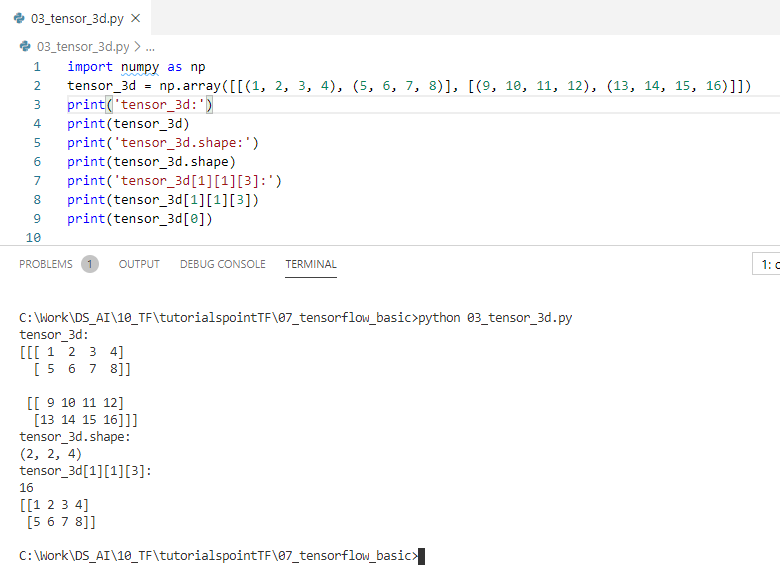 03_tensor_3d.py ×
03_tensor_3d.py > ...
1 import numpy as np
2 tensor_3d = np.array([[(1, 2, 3, 4), (5, 6, 7, 8)], [(9, 10, 11, 12), (13, 14, 15, 16)]])
3 print('tensor_3d:')
4 print(tensor_3d)
5 print('tensor_3d.shape:')
6 print(tensor_3d.shape)
7 print('tensor_3d[1][1][3]:')
8 print(tensor_3d[1][1][3])
9 print(tensor_3d[0])
10
PROBLEMS 1 OUTPUT DEBUG CONSOLE TERMINAL 1: c
C:\Work\DS_AI\10_TF\tutorialspointTF\07_tensorflow_basic>python 03_tensor_3d.py
tensor_3d:
[[[ 1  2  3  4]
  [ 5  6  7  8]]
 [[ 9 10 11 12]
  [13 14 15 16]]]
tensor_3d.shape:
(2, 2, 4)
tensor_3d[1][1][3]:
16
[[1 2 3 4]
 [5 6 7 8]]
C:\Work\DS_AI\10_TF\tutorialspointTF\07_tensorflow_basic>